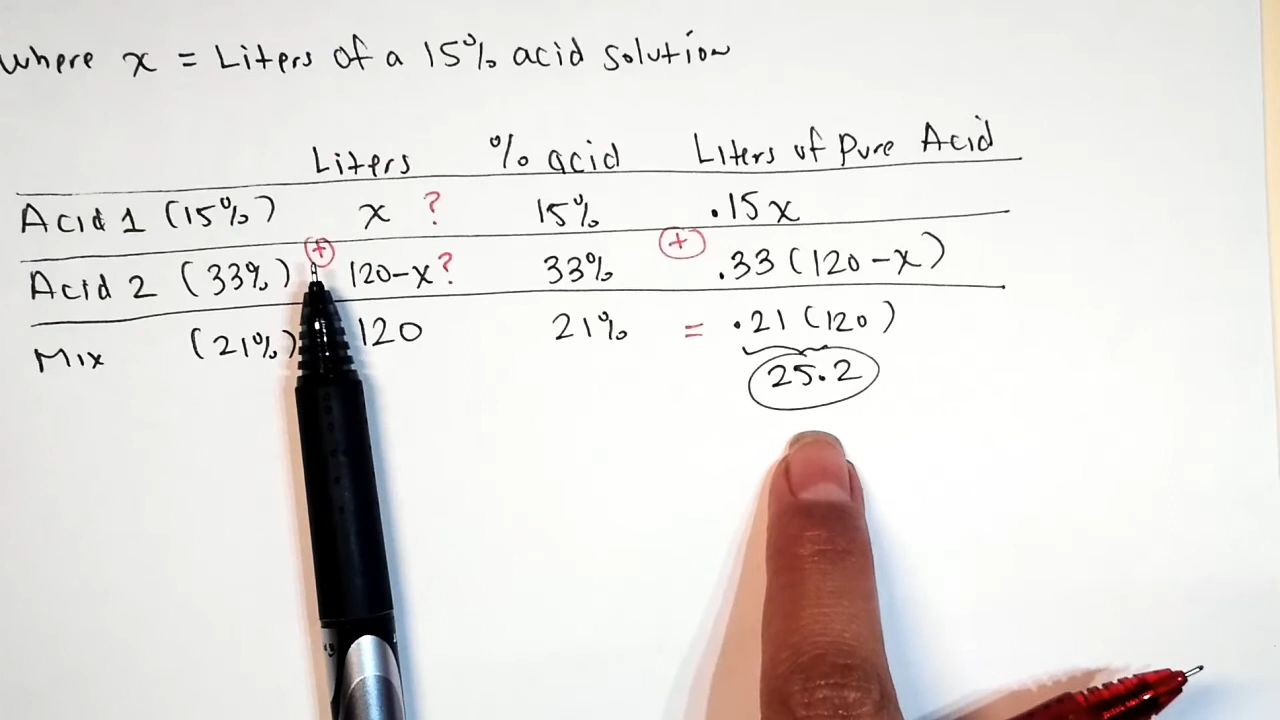 where x = Liters of a 15% acid solution
Liters % acid Liters of Pure Acid
Acid 1 (15%) x ? 15% .15x
+ +
Acid 2 (33%) 120-x? 33% .33(120-x)
Mix (21%) 120 21% = .21(120)
25.2